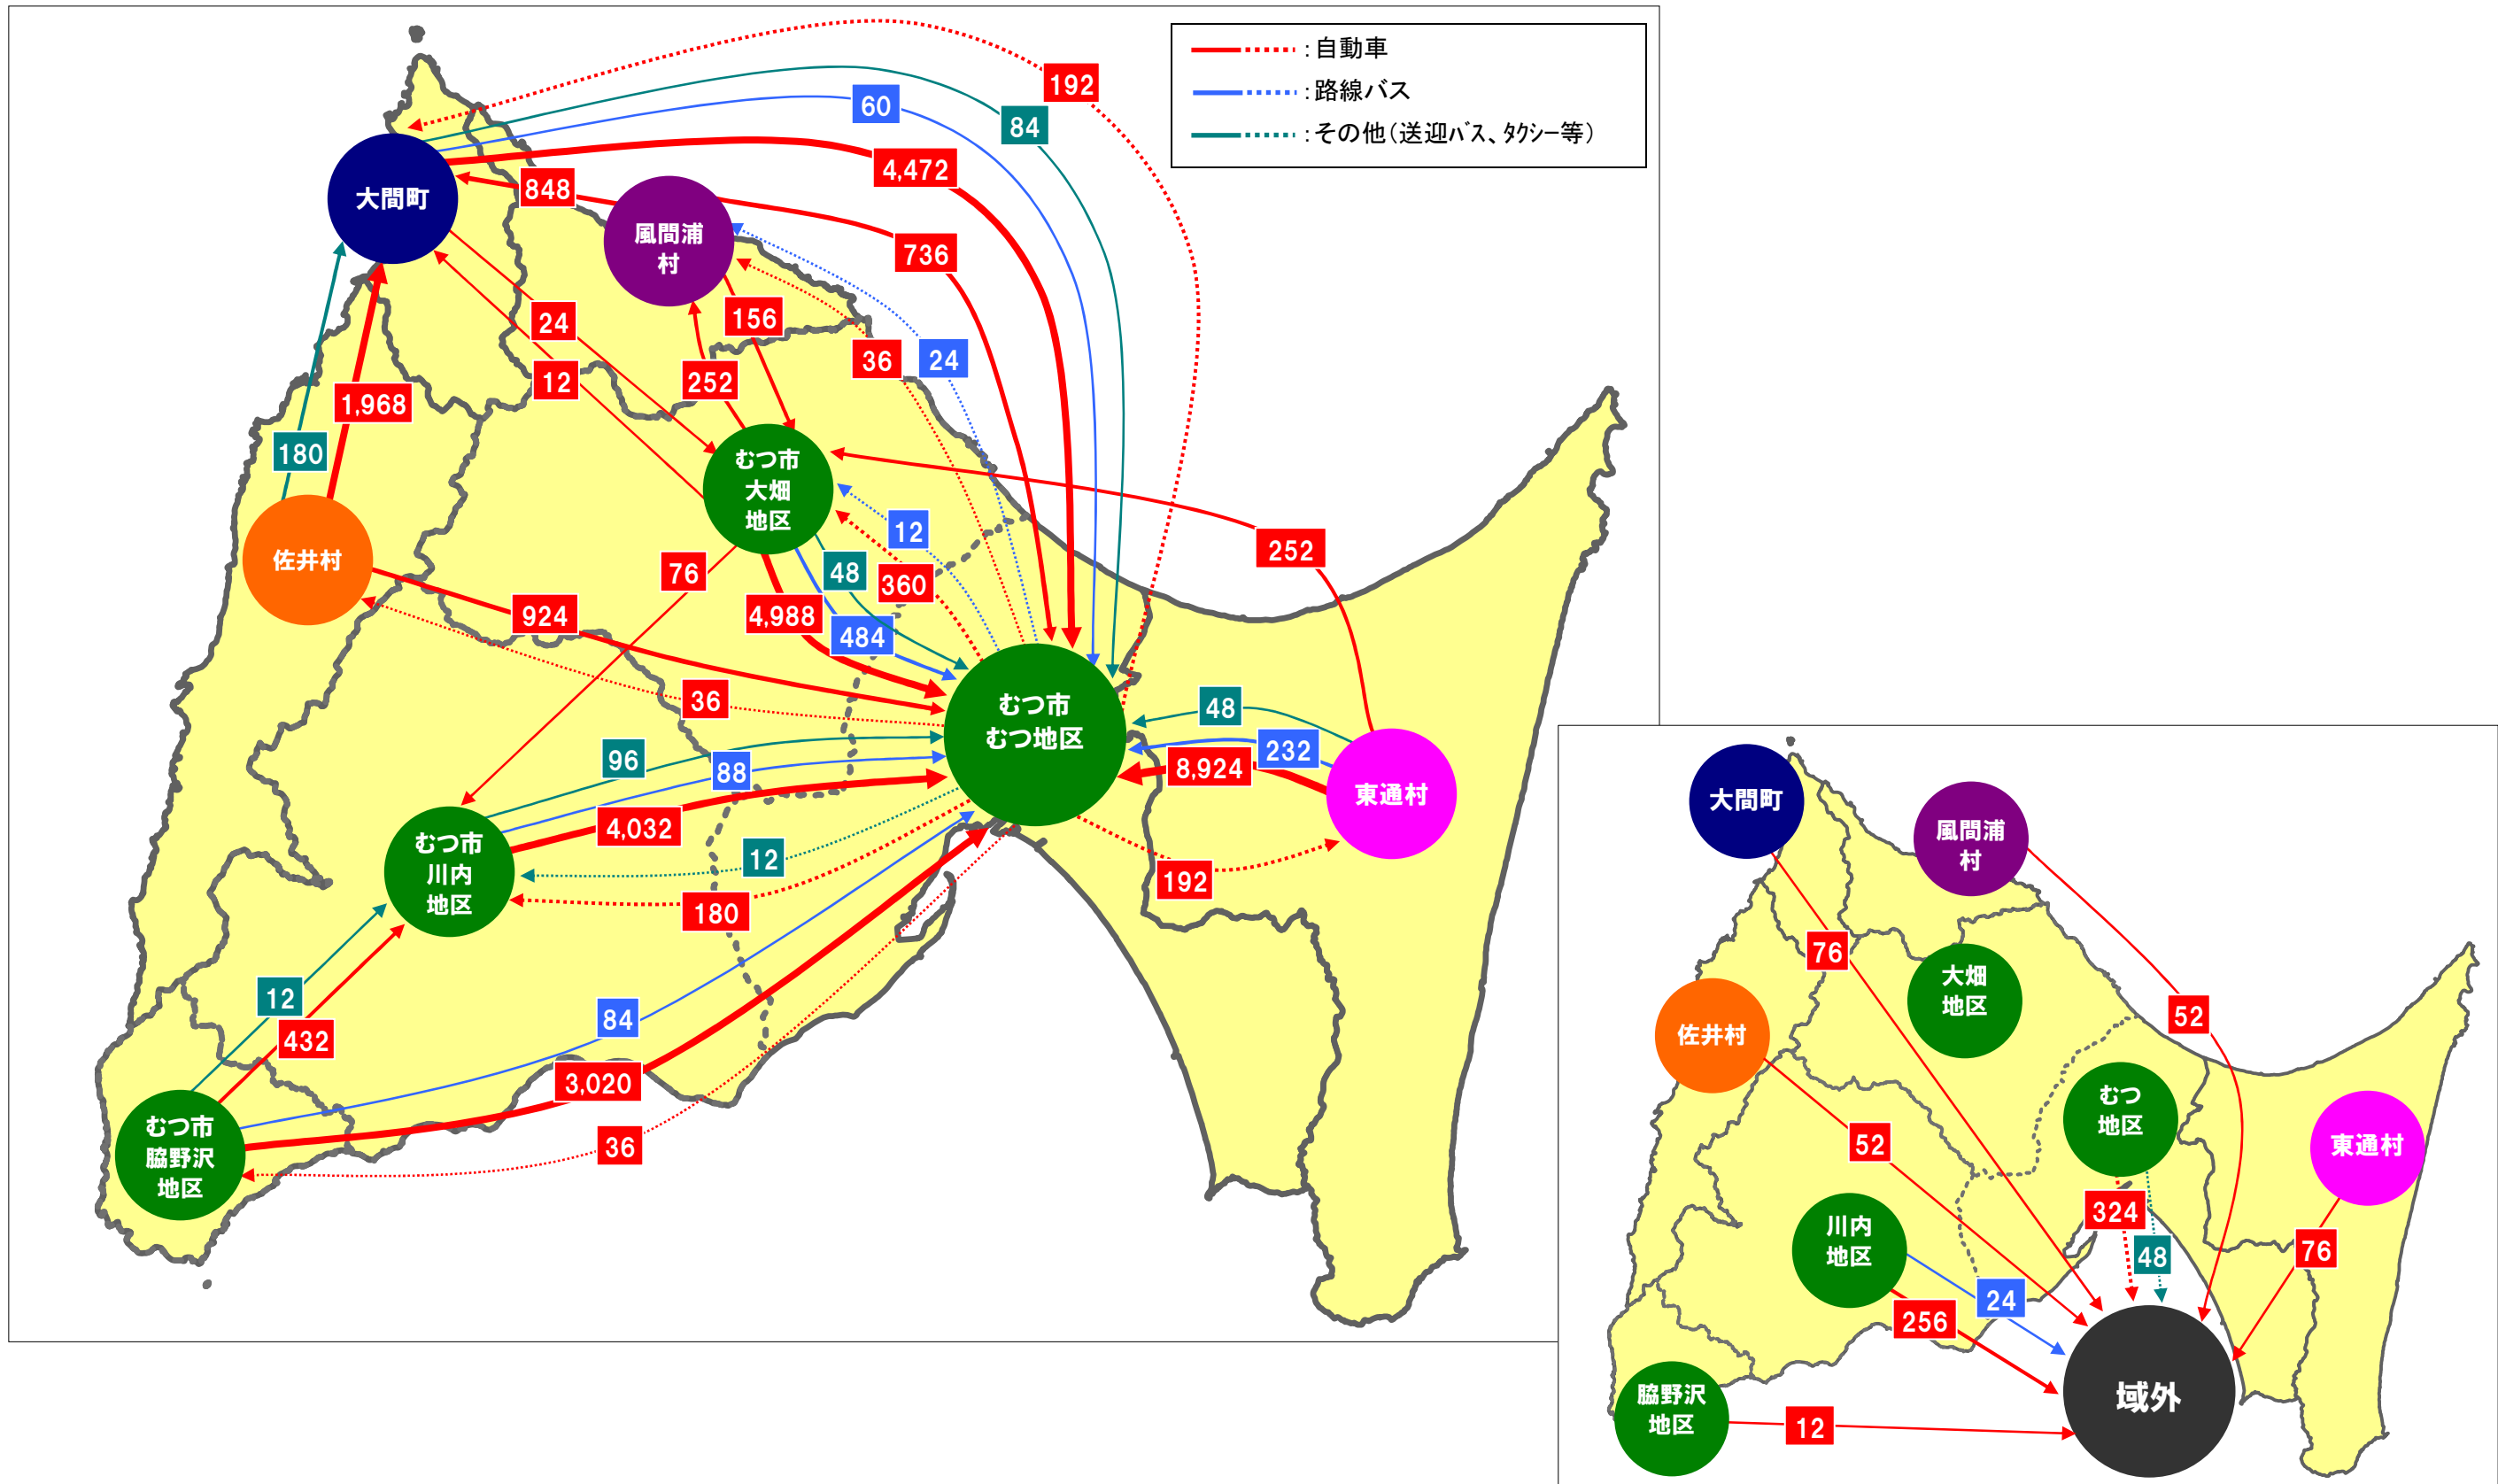 :自動車
:路線バス
:その他(送迎バス、タクシー等)
192
60
84
4,472
848
736
大間町
風間浦
村
24
156
36
24
12
252
1,968
180
むつ市
大畑
地区
佐井村
12
252
76
48
360
924
4,988
484
36
むつ市
むつ地区
48
232
96
88
8,924
東通村
4,032
むつ市
川内
地区
12
192
180
12
84
432
3,020
むつ市
脇野沢
地区
36
大間町
風間浦
村
76
大畑
地区
52
佐井村
むつ
地区
52
東通村
324
川内
地区
48
76
24
256
域外
脇野沢
地区
12